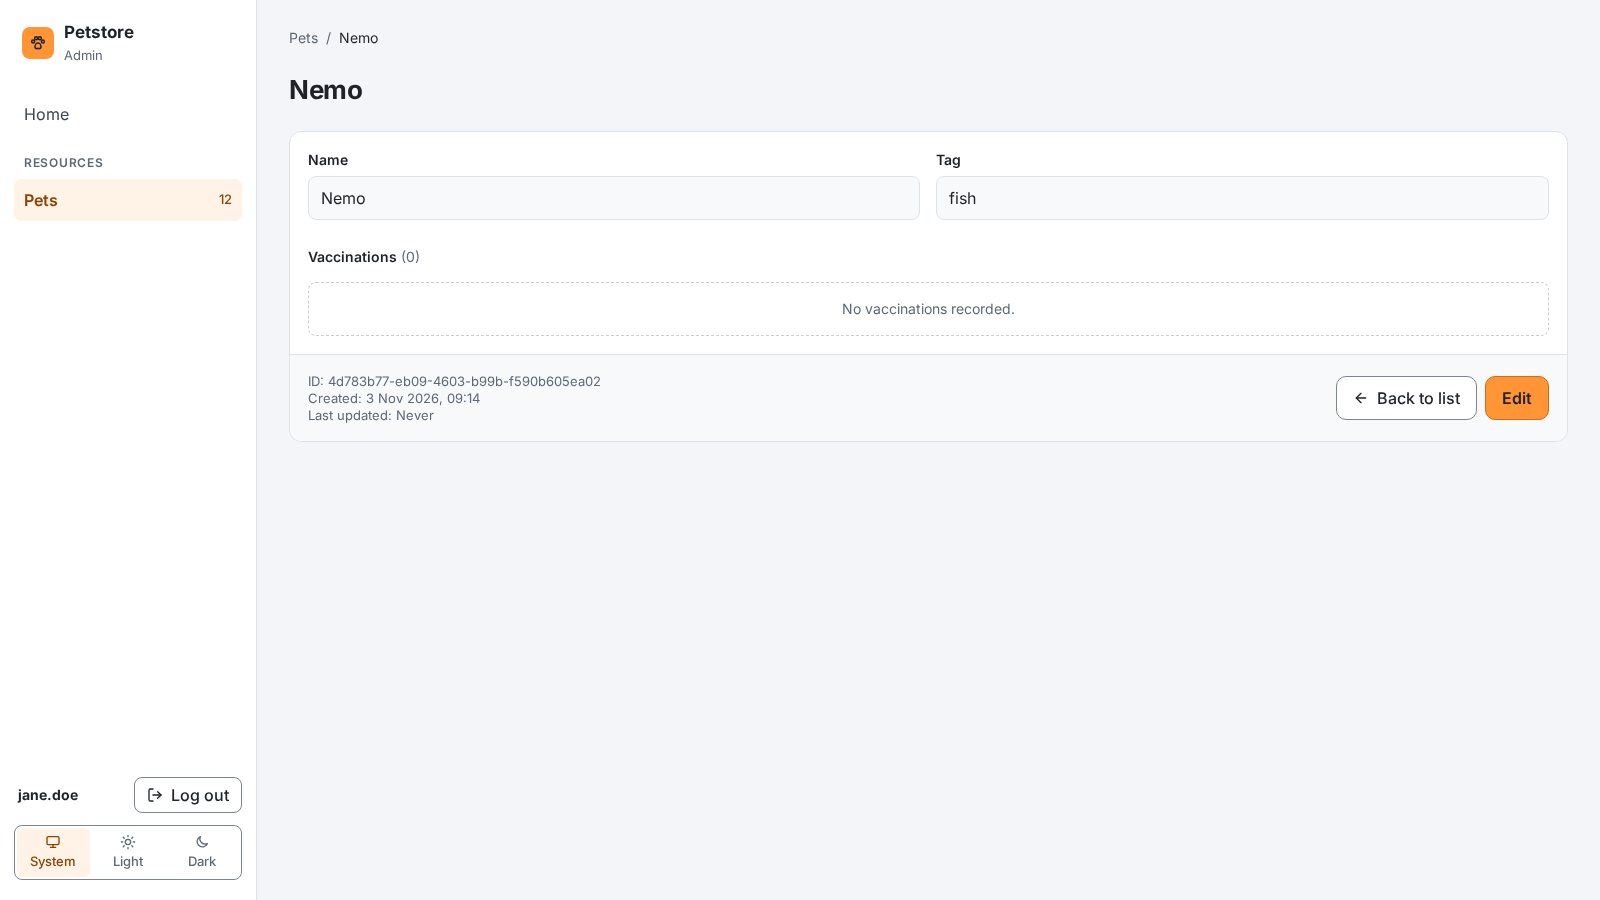 Petstore
Admin
Home
RESOURCES
Pets 12
jane.doe
Log out
System Light Dark
Pets / Nemo
Nemo
Name Tag
Nemo fish
Vaccinations (0)
No vaccinations recorded.
ID: 4d783b77-eb09-4603-b99b-f590b605ea02
Created: 3 Nov 2026, 09:14
Last updated: Never
Back to list Edit